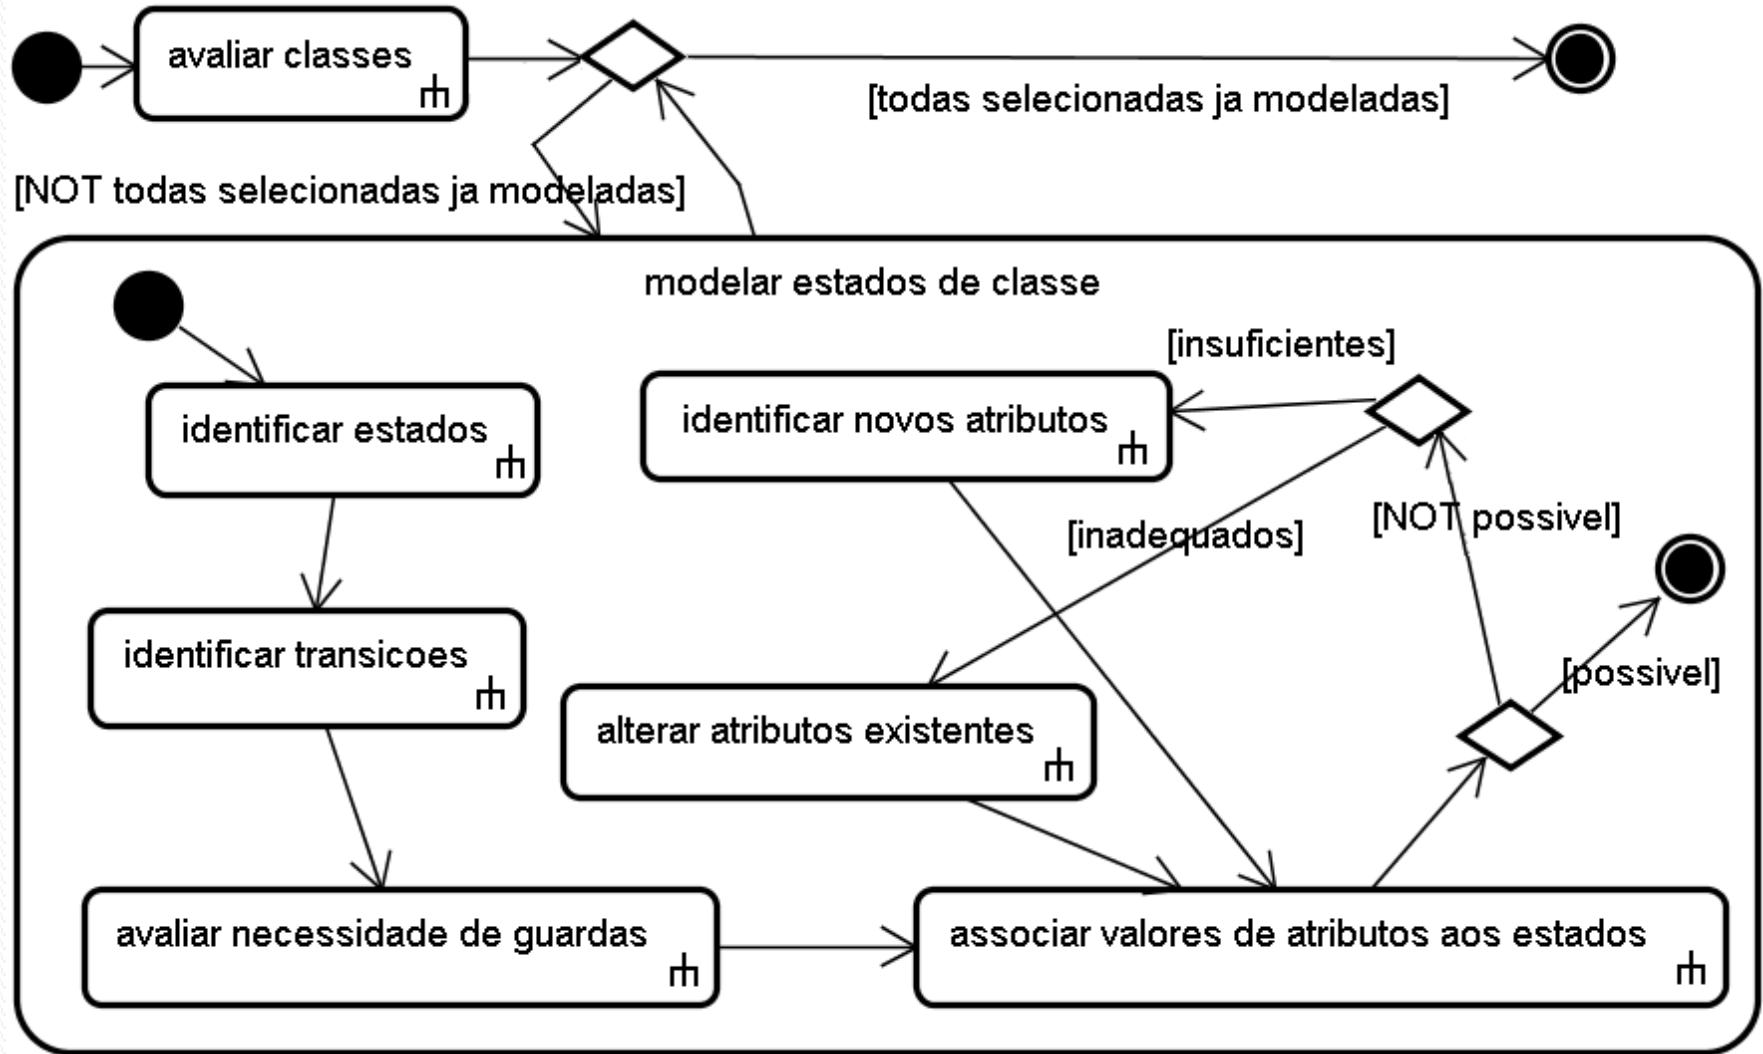 avaliar classes
[todas selecionadas ja modeladas]
[NOT todas selecionadas ja modeladas]
modelar estados de classe
[insuficientes]
identificar novos atributos
identificar estados
[NOT possivel]
[inadequados]
identificar transicoes
[possivel]
alterar atributos existentes
avaliar necessidade de guardas
associar valores de atributos aos estados